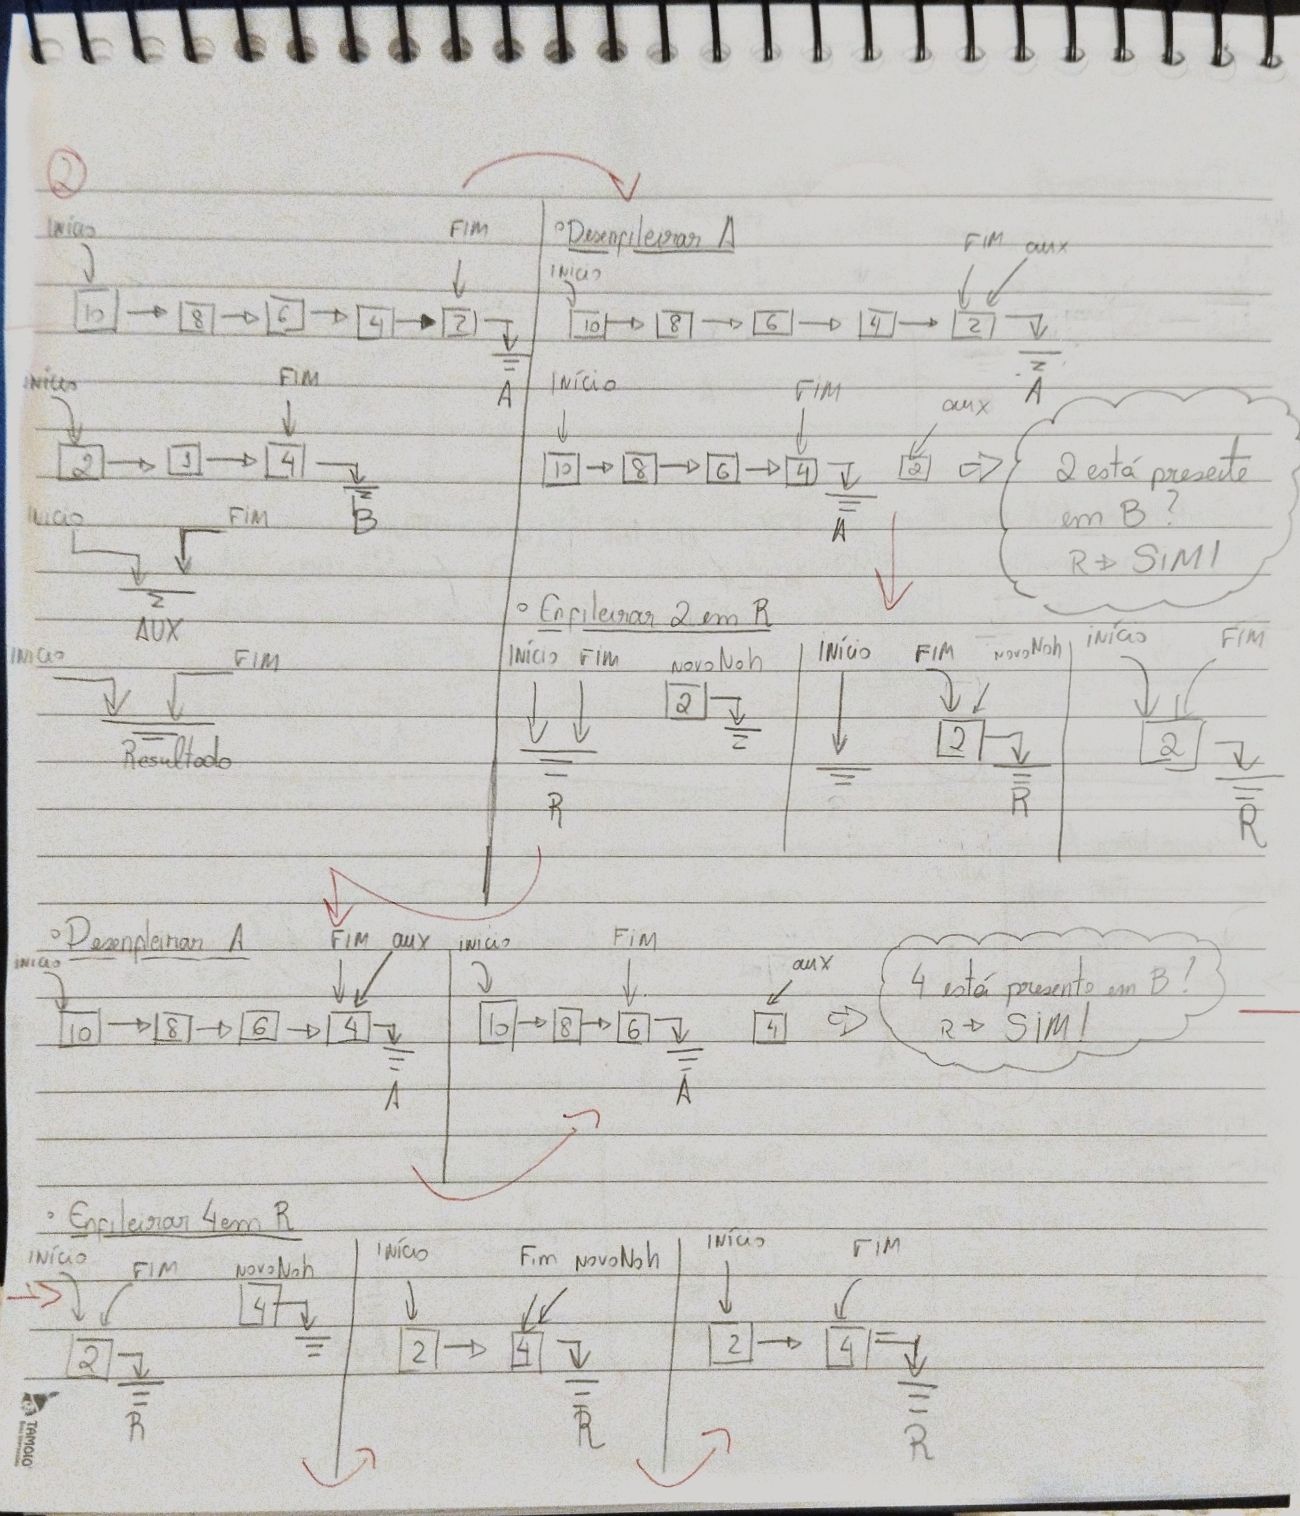 2
Início FIM
10 8 6 4 2
A
Início FIM
2 3 4
B
Início FIM
AUX
Início FIM
Resultado
Desenfileirar A
Início FIM aux
10 8 6 4 2
A
Início FIM aux
10 8 6 4 2
A
2 está presente
em B?
R → SIM!
Enfileirar 2 em R
Início FIM novoNoh Início FIM novoNoh Início FIM
2 2 2
R R R
Desenfileirar A
Início FIM aux Início FIM aux
10 8 6 4 10 8 6 4
A A
4 está presente em B?
R → SIM!
Enfileirar 4 em R
Início FIM novoNoh Início Fim novoNoh Início FIM
2 4 2 4 2 4
R R R
TAMOIO